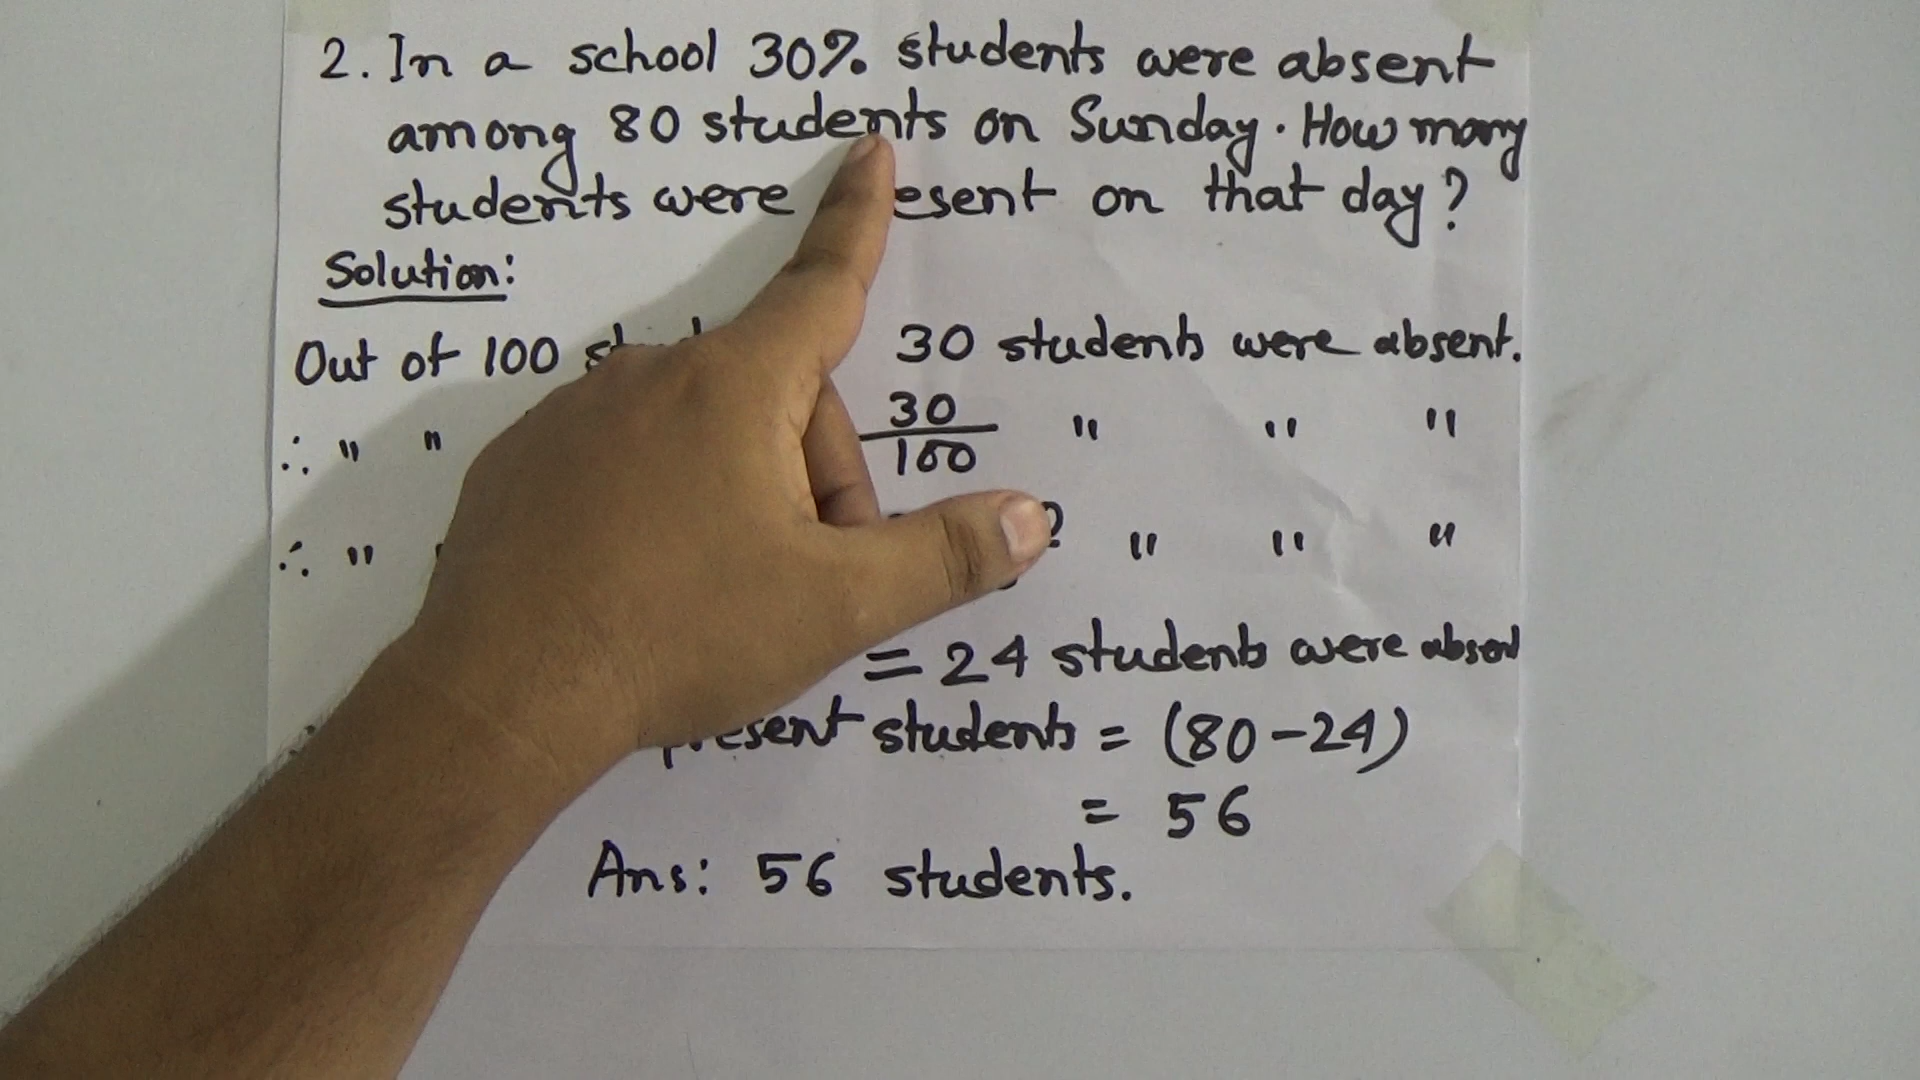 2. In a school 30% students were absent
among 80 students on Sunday. How many
students were on that day?
Solution:
Out of 100 30 students were absent.
∴ " " 30/100 " " "
∴ " " " "
= 24 students were absent
present students = (80-24)
= 56
Ans: 56 students.